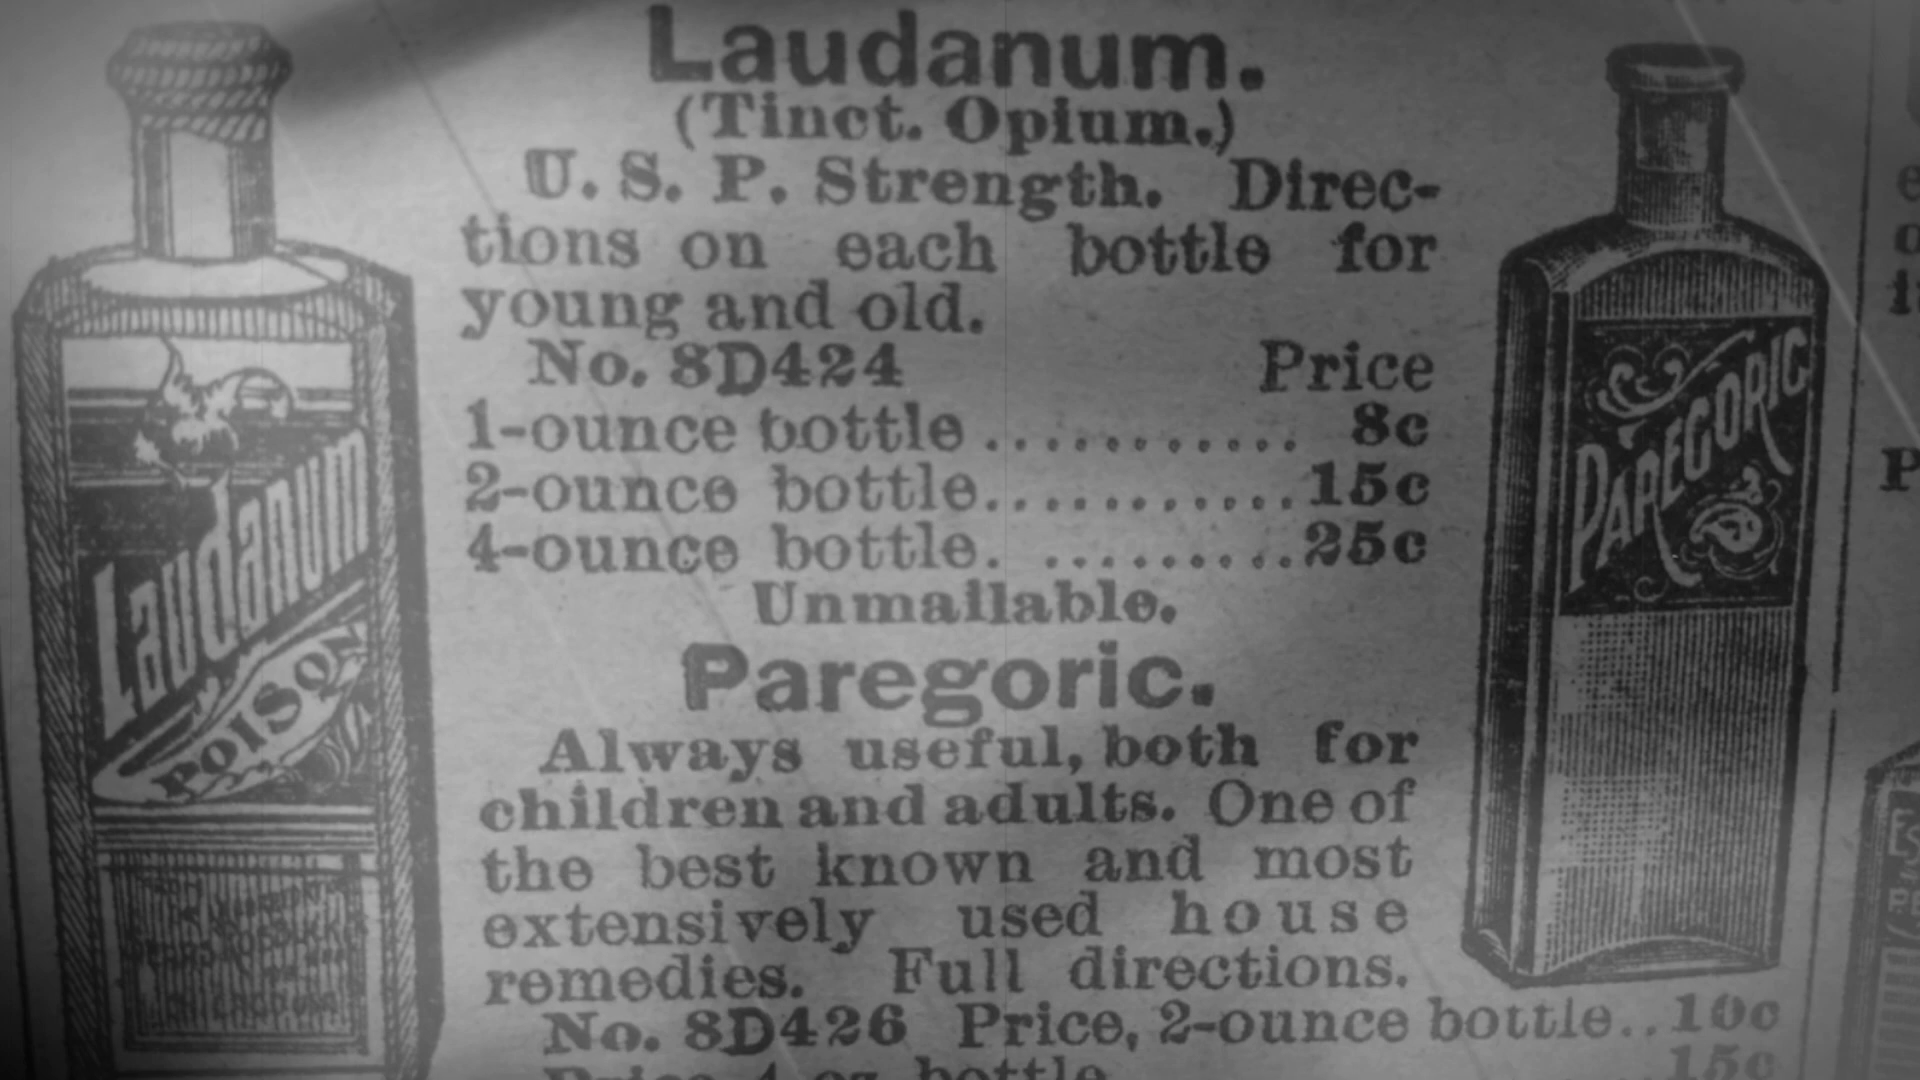 Laudanum.
(Tinct. Opium.)
U. S. P. Strength. Direc-
tions on each bottle for
young and old.
No. 8D424 Price
1-ounce bottle ........... 8c
2-ounce bottle...........15c
4-ounce bottle. .........25c
Unmailable.
Paregoric.
Always useful, both for
children and adults. One of
the best known and most
extensively used house
remedies. Full directions.
No. 8D426 Price, 2-ounce bottle..10c
Price 4 oz bottle 15c
Laudanum
POISON
PAREGORIC